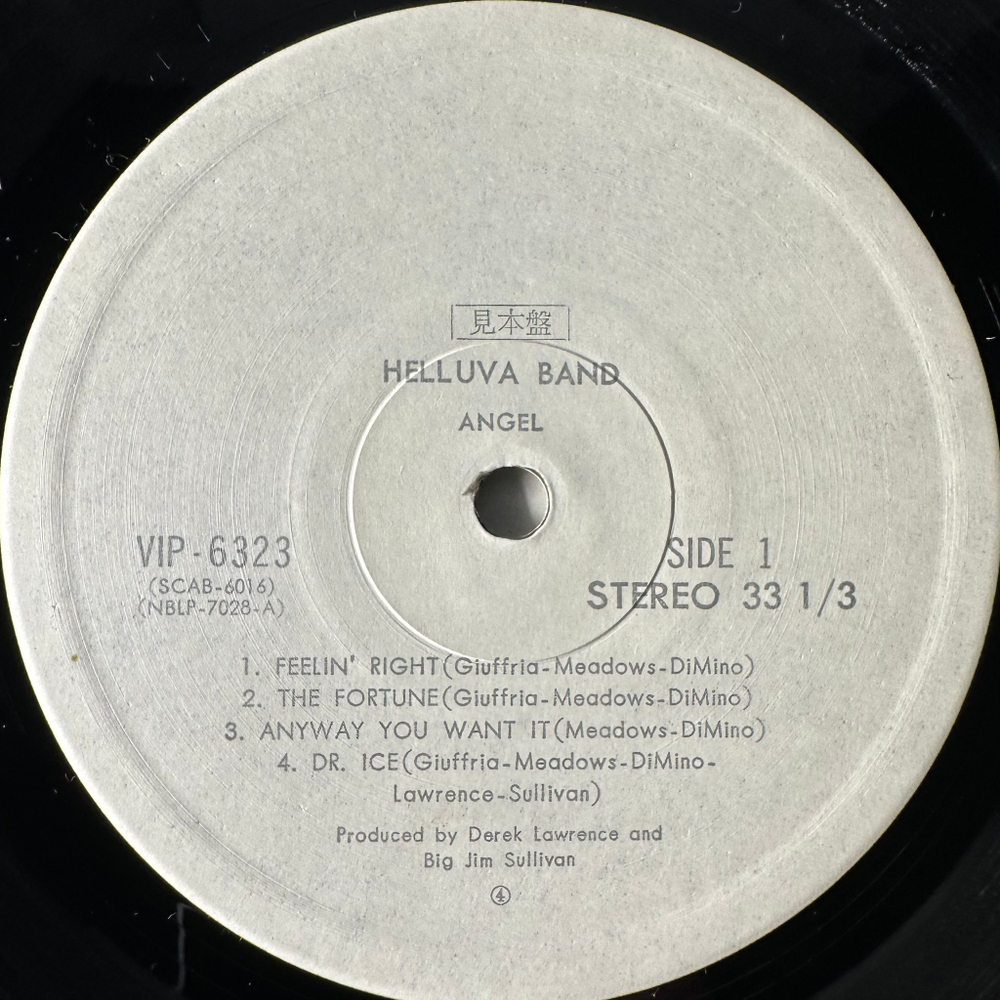 見本盤
HELLUVA BAND
ANGEL
VIP-6323
(SCAB-6016)
(NBLP-7028-A)
SIDE 1
STEREO 33 1/3
1. FEELIN' RIGHT(Giuffria-Meadows-DiMino)
2. THE FORTUNE(Giuffria-Meadows-DiMino)
3. ANYWAY YOU WANT IT(Meadows-DiMino)
4. DR. ICE(Giuffria-Meadows-DiMino-
Lawrence-Sullivan)
Produced by Derek Lawrence and
Big Jim Sullivan
④